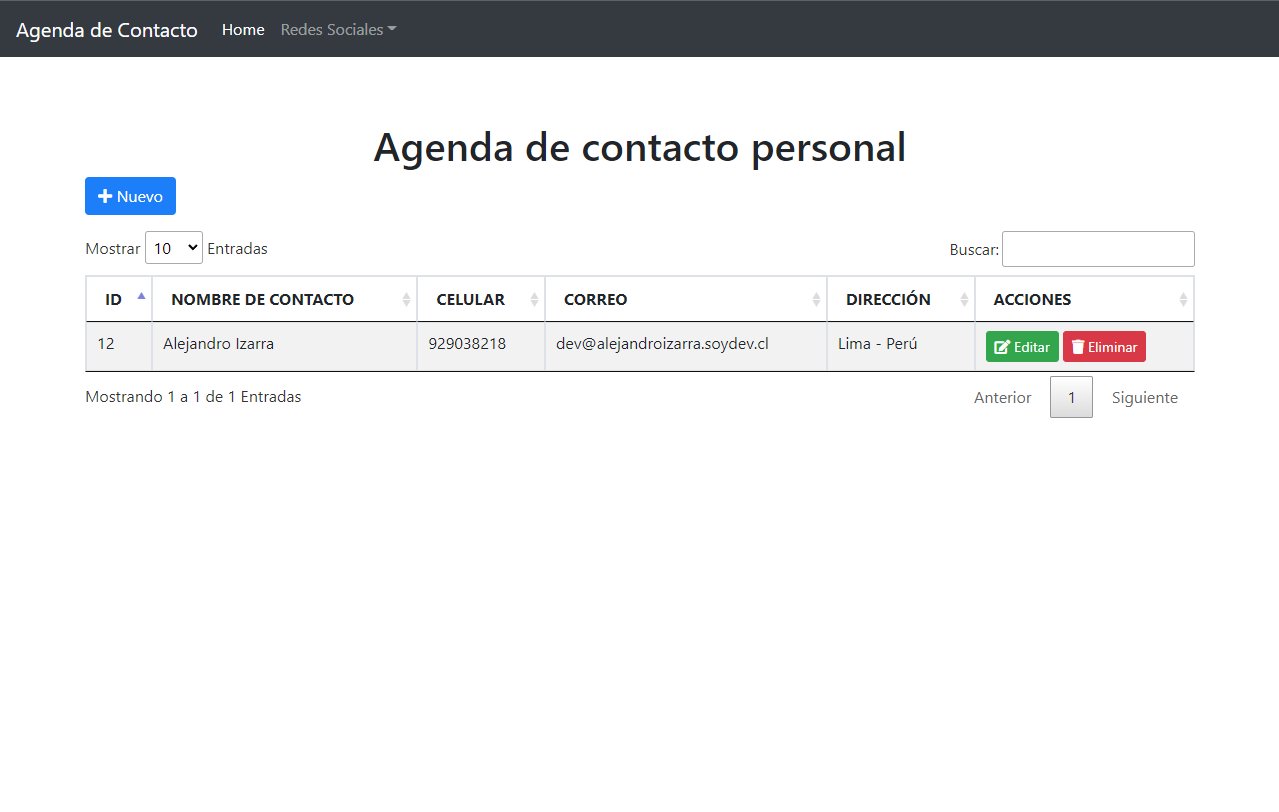 Agenda de Contacto Home Redes Sociales
Agenda de contacto personal
Nuevo
Mostrar 10 Entradas Buscar:
ID NOMBRE DE CONTACTO CELULAR CORREO DIRECCIÓN ACCIONES
12 Alejandro Izarra 929038218 dev@alejandroizarra.soydev.cl Lima - Perú Editar Eliminar
Mostrando 1 a 1 de 1 Entradas Anterior 1 Siguiente